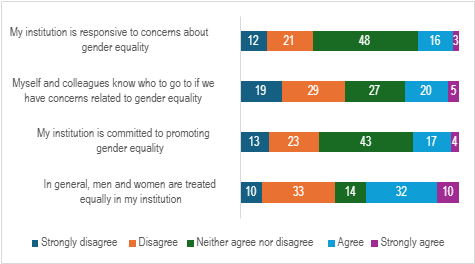 My institution is responsive to concerns about
gender equality
12 21 48 16 3
Myself and colleagues know who to go to if we
have concerns related to gender equality
19 29 27 20 5
My institution is committed to promoting
gender equality
13 23 43 17 4
In general, men and women are treated
equally in my institution
10 33 14 32 10
Strongly disagree Disagree Neither agree nor disagree Agree Strongly agree